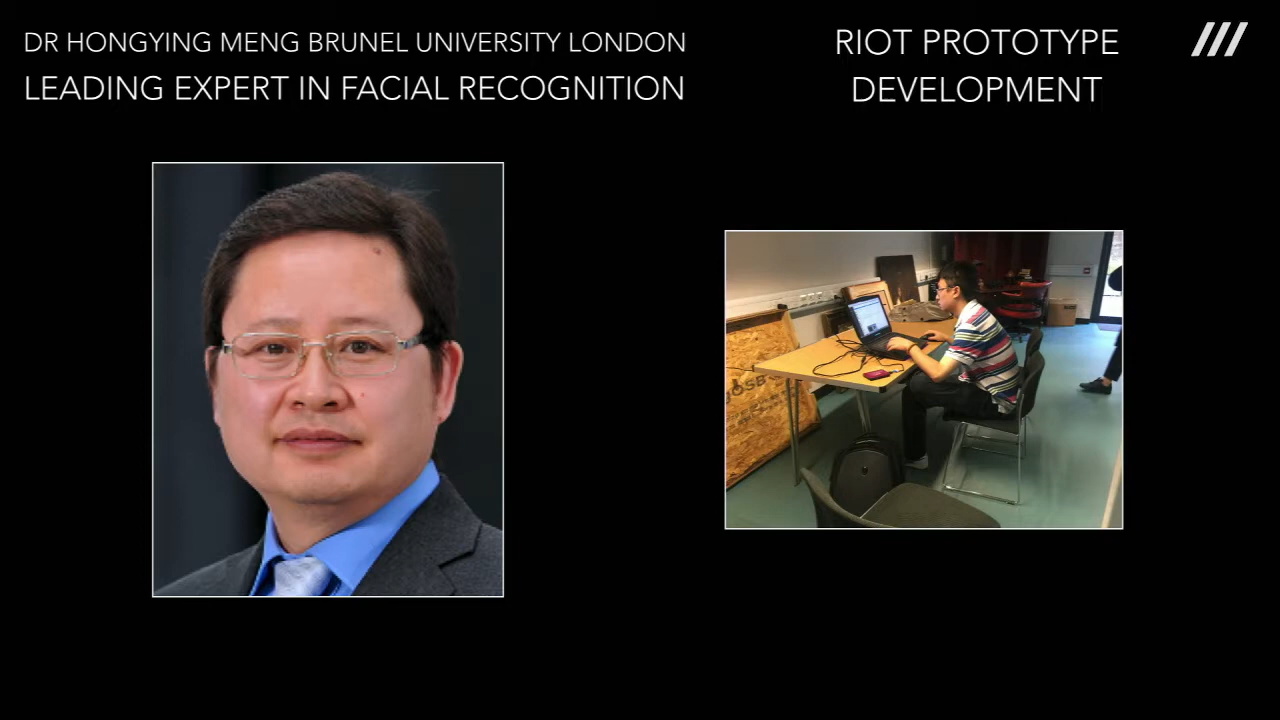 DR HONGYING MENG BRUNEL UNIVERSITY LONDON
LEADING EXPERT IN FACIAL RECOGNITION
RIOT PROTOTYPE
DEVELOPMENT